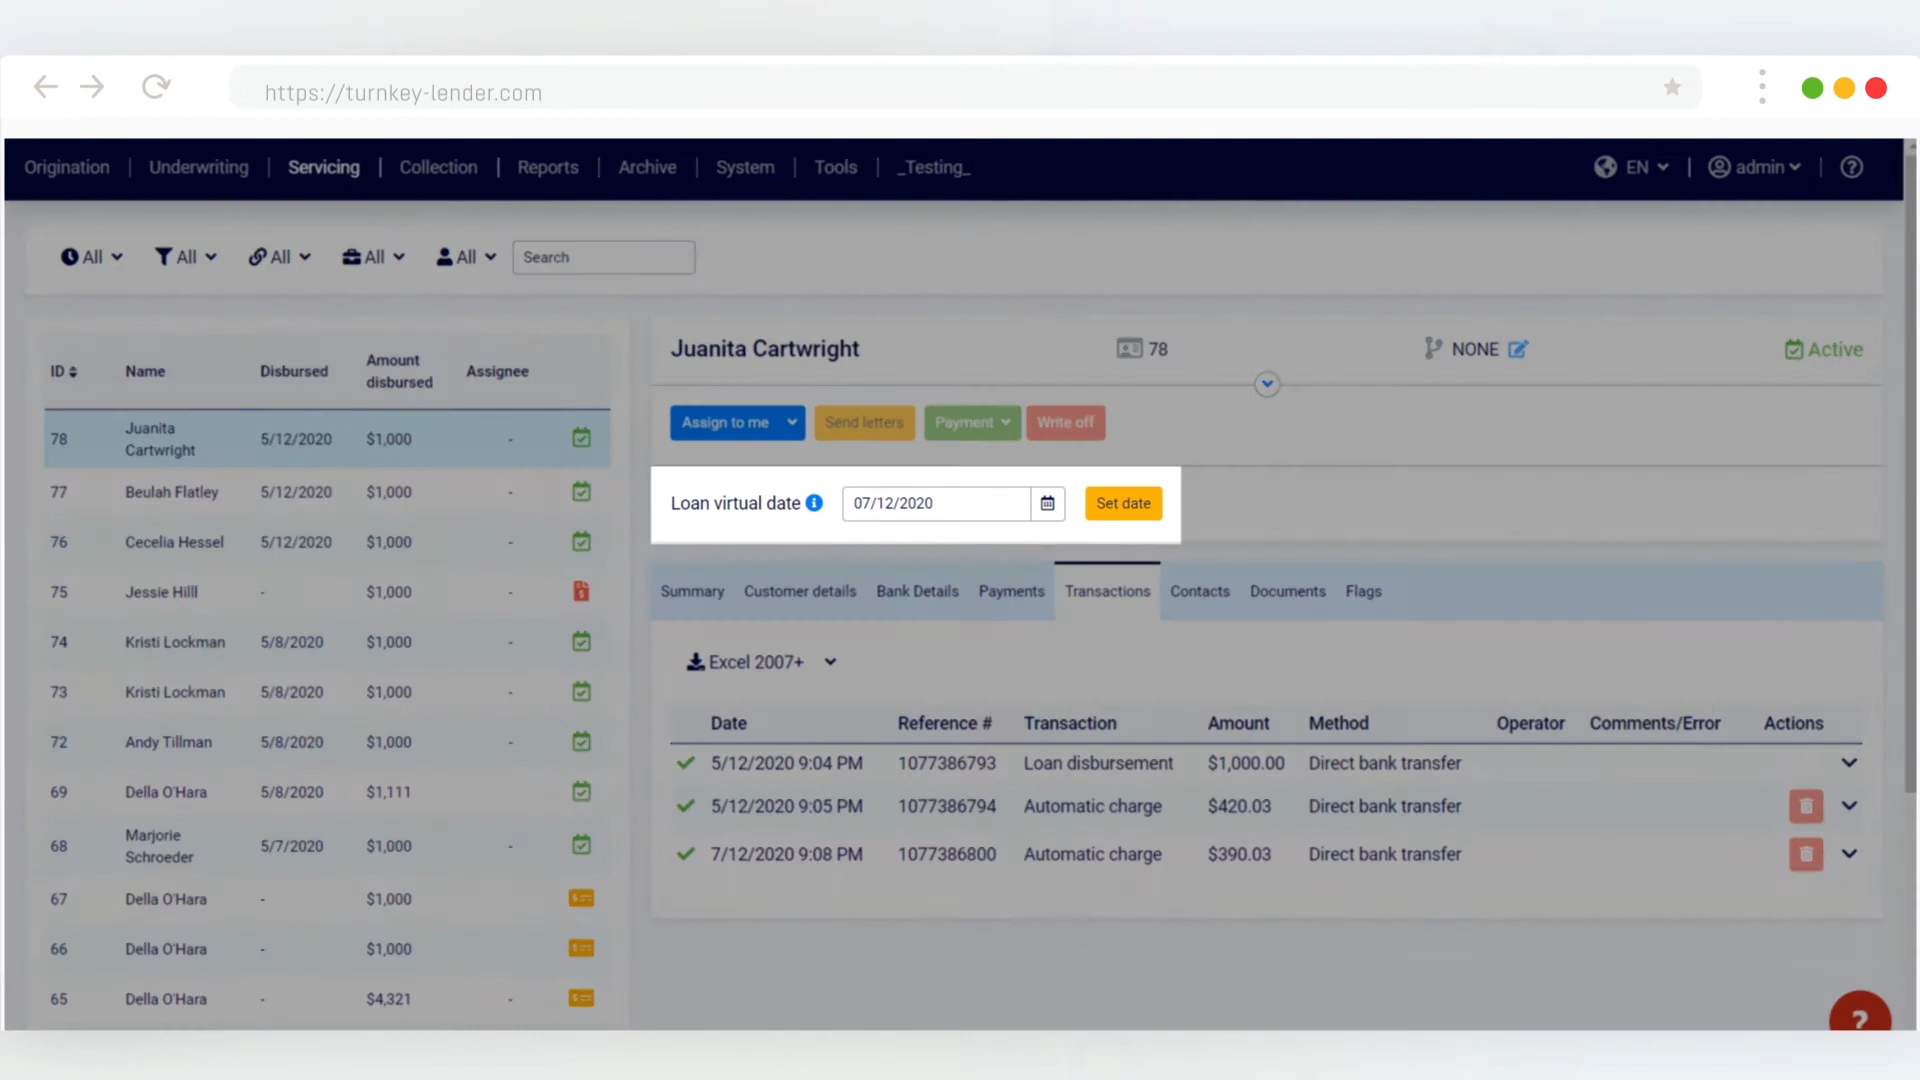 https://turnkey-lender.com
Origination | Underwriting | Servicing | Collection | Reports | Archive | System | Tools | _Testing_ EN | admin |
All All All All All Search
ID Name Disbursed Amount disbursed Assignee
78 Juanita Cartwright 5/12/2020 $1,000 -
77 Beulah Flatley 5/12/2020 $1,000 -
76 Cecelia Hessel 5/12/2020 $1,000 -
75 Jessie Hilll - $1,000 -
74 Kristi Lockman 5/8/2020 $1,000 -
73 Kristi Lockman 5/8/2020 $1,000 -
72 Andy Tillman 5/8/2020 $1,000 -
69 Della O'Hara 5/8/2020 $1,111 -
68 Marjorie Schroeder 5/7/2020 $1,000 -
67 Della O'Hara - $1,000
66 Della O'Hara - $1,000
65 Della O'Hara - $4,321 -
Juanita Cartwright 78 NONE Active
Assign to me Send letters Payment Write off
Loan virtual date 07/12/2020 Set date
Summary Customer details Bank Details Payments Transactions Contacts Documents Flags
Excel 2007+
Date Reference # Transaction Amount Method Operator Comments/Error Actions
5/12/2020 9:04 PM 1077386793 Loan disbursement $1,000.00 Direct bank transfer
5/12/2020 9:05 PM 1077386794 Automatic charge $420.03 Direct bank transfer
7/12/2020 9:08 PM 1077386800 Automatic charge $390.03 Direct bank transfer
?